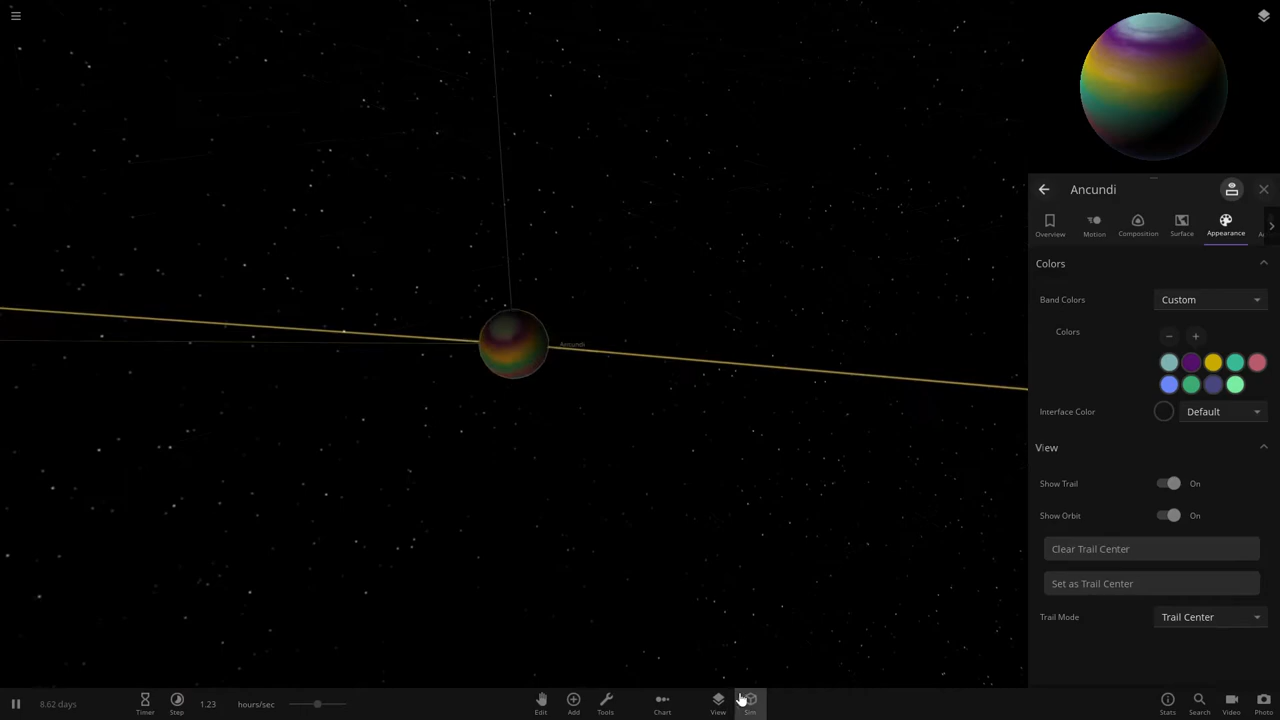 Ancundi
Overview
Motion
Composition
Surface
Appearance
Colors
Band Colors
Custom
Colors
Ancundi
Interface Color
Default
View
Show Trail
On
Show Orbit
On
Clear Trail Center
Set as Trail Center
Trail Mode
Trail Center
8.62 days
Timer
Step
1.23
hours/sec
Edit
Add
Tools
Chart
View
Sim
Stats
Search
Video
Photo